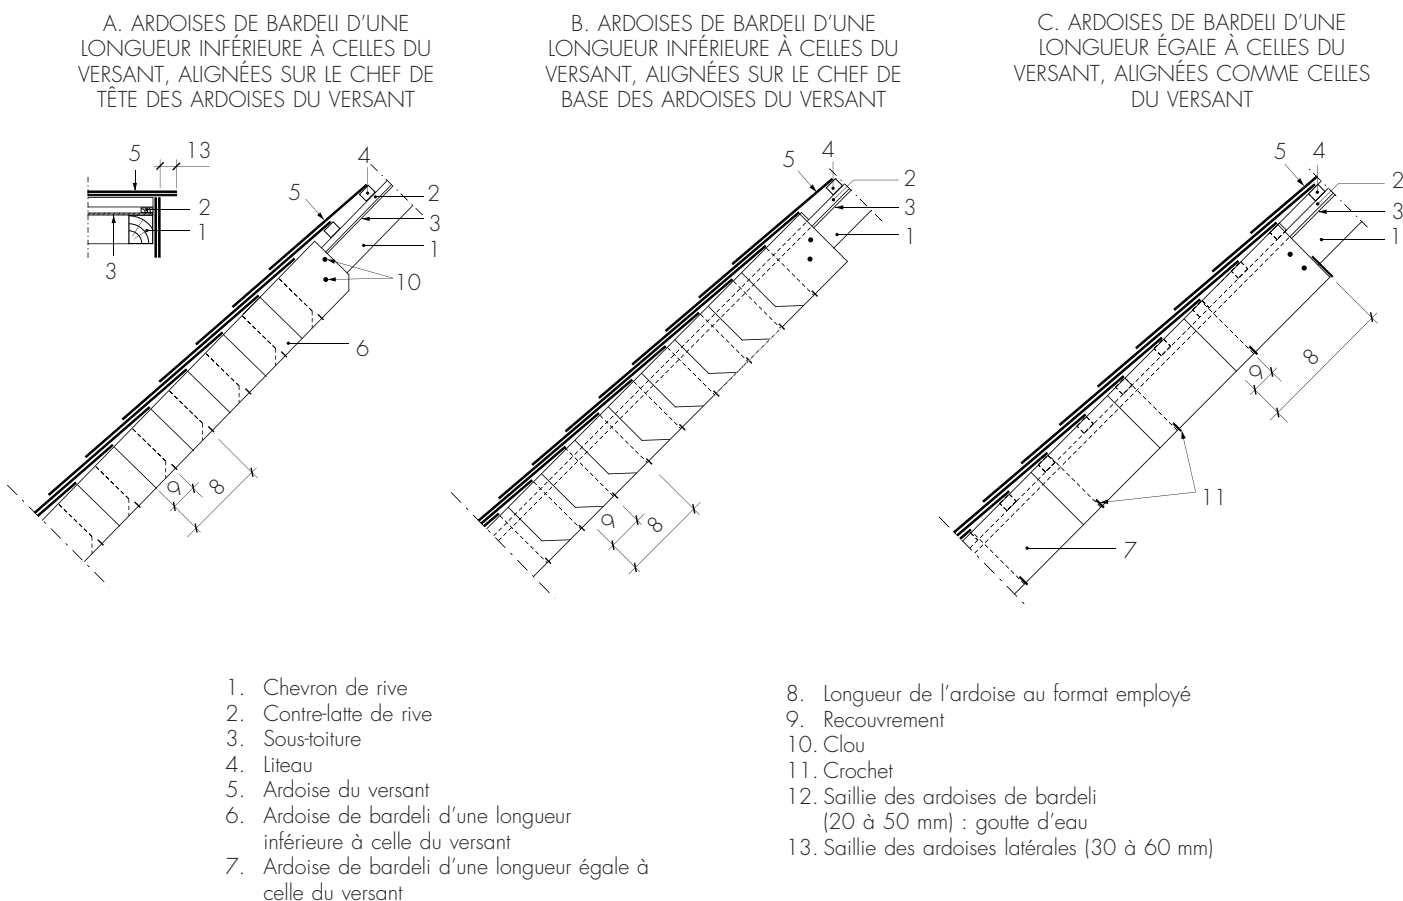 A. ARDOISES DE BARDELI D’UNE
LONGUEUR INFÉRIEURE À CELLES DU
VERSANT, ALIGNÉES SUR LE CHEF DE
TÊTE DES ARDOISES DU VERSANT
B. ARDOISES DE BARDELI D’UNE
LONGUEUR INFÉRIEURE À CELLES DU
VERSANT, ALIGNÉES SUR LE CHEF DE
BASE DES ARDOISES DU VERSANT
C. ARDOISES DE BARDELI D’UNE
LONGUEUR ÉGALE À CELLES DU
VERSANT, ALIGNÉES COMME CELLES
DU VERSANT
5 13
2
1
3
4
5
2
3
1
10
6
9
8
4
5
2
3
1
9
8
4
5
2
3
1
8
9
11
7
1. Chevron de rive
2. Contre-latte de rive
3. Sous-toiture
4. Liteau
5. Ardoise du versant
6. Ardoise de bardeli d’une longueur
inférieure à celle du versant
7. Ardoise de bardeli d’une longueur égale à
celle du versant
8. Longueur de l’ardoise au format employé
9. Recouvrement
10. Clou
11. Crochet
12. Saillie des ardoises de bardeli
(20 à 50 mm) : goutte d’eau
13. Saillie des ardoises latérales (30 à 60 mm)